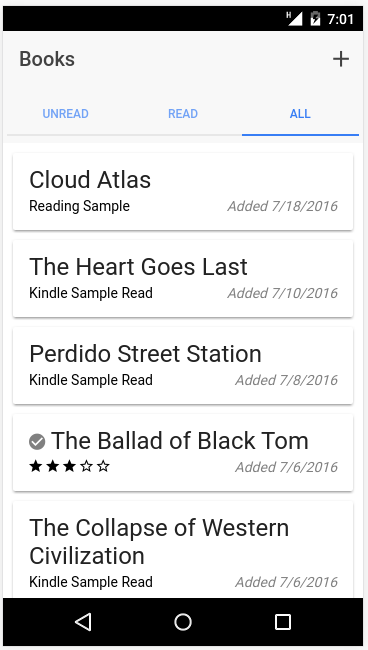 H 7:01
Books
UNREAD READ ALL
Cloud Atlas
Reading Sample Added 7/18/2016
The Heart Goes Last
Kindle Sample Read Added 7/10/2016
Perdido Street Station
Kindle Sample Read Added 7/8/2016
The Ballad of Black Tom
Added 7/6/2016
The Collapse of Western
Civilization
Kindle Sample Read Added 7/6/2016